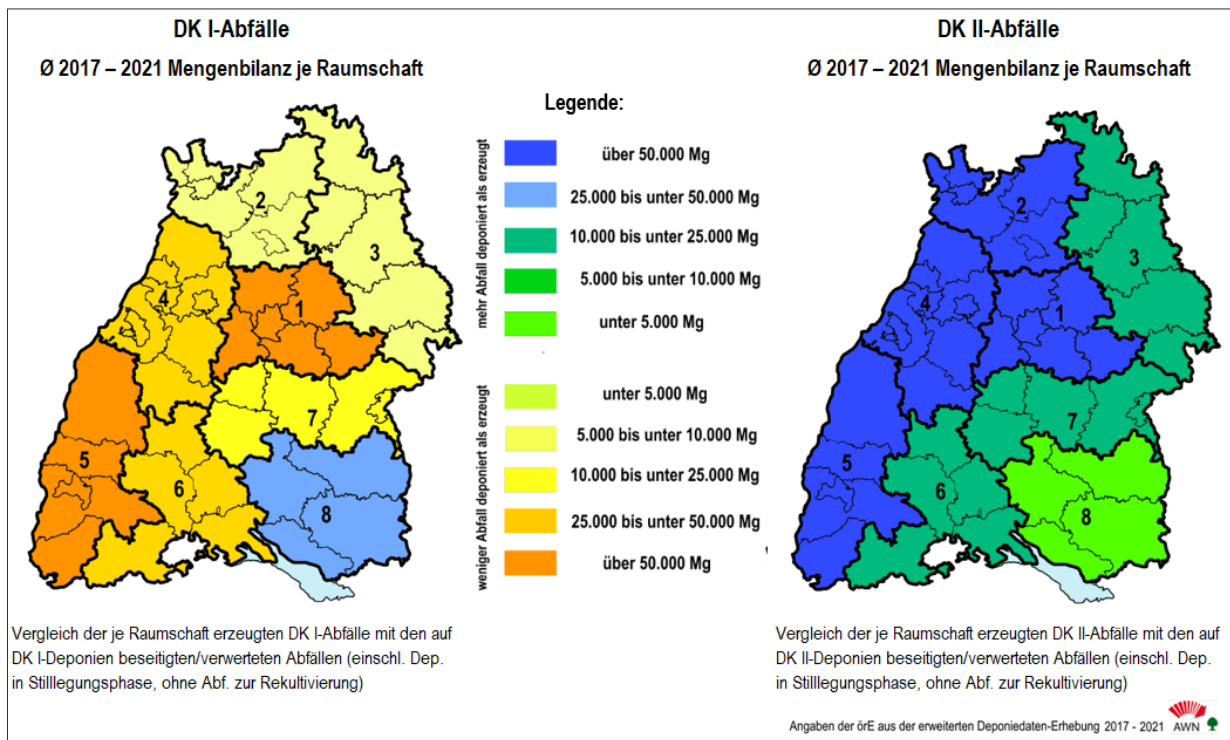 DK I-Abfälle
Ø 2017 – 2021 Mengenbilanz je Raumschaft
2
3
4
1
7
5
6
8
Vergleich der je Raumschaft erzeugten DK I-Abfälle mit den auf
DK I-Deponien beseitigten/verwerteten Abfällen (einschl. Dep.
in Stilllegungsphase, ohne Abf. zur Rekultivierung)
Legende:
mehr Abfall deponiert als erzeugt
über 50.000 Mg
25.000 bis unter 50.000 Mg
10.000 bis unter 25.000 Mg
5.000 bis unter 10.000 Mg
unter 5.000 Mg
weniger Abfall deponiert als erzeugt
unter 5.000 Mg
5.000 bis unter 10.000 Mg
10.000 bis unter 25.000 Mg
25.000 bis unter 50.000 Mg
über 50.000 Mg
DK II-Abfälle
Ø 2017 – 2021 Mengenbilanz je Raumschaft
2
3
4
1
7
5
6
8
Vergleich der je Raumschaft erzeugten DK II-Abfälle mit den auf
DK II-Deponien beseitigten/verwerteten Abfällen (einschl. Dep.
in Stilllegungsphase, ohne Abf. zur Rekultivierung)
Angaben der örE aus der erweiterten Deponiedaten-Erhebung 2017 - 2021
AWN